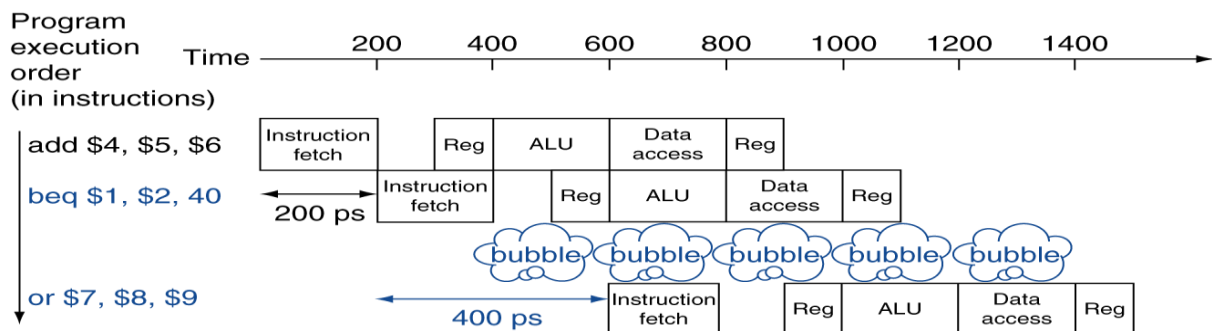 Program
execution
order
(in instructions)
Time
200 400 600 800 1000 1200 1400
add $4, $5, $6
Instruction fetch Reg ALU Data access Reg
beq $1, $2, 40
200 ps
Instruction fetch Reg ALU Data access Reg
bubble bubble bubble bubble bubble
or $7, $8, $9
400 ps
Instruction fetch Reg ALU Data access Reg